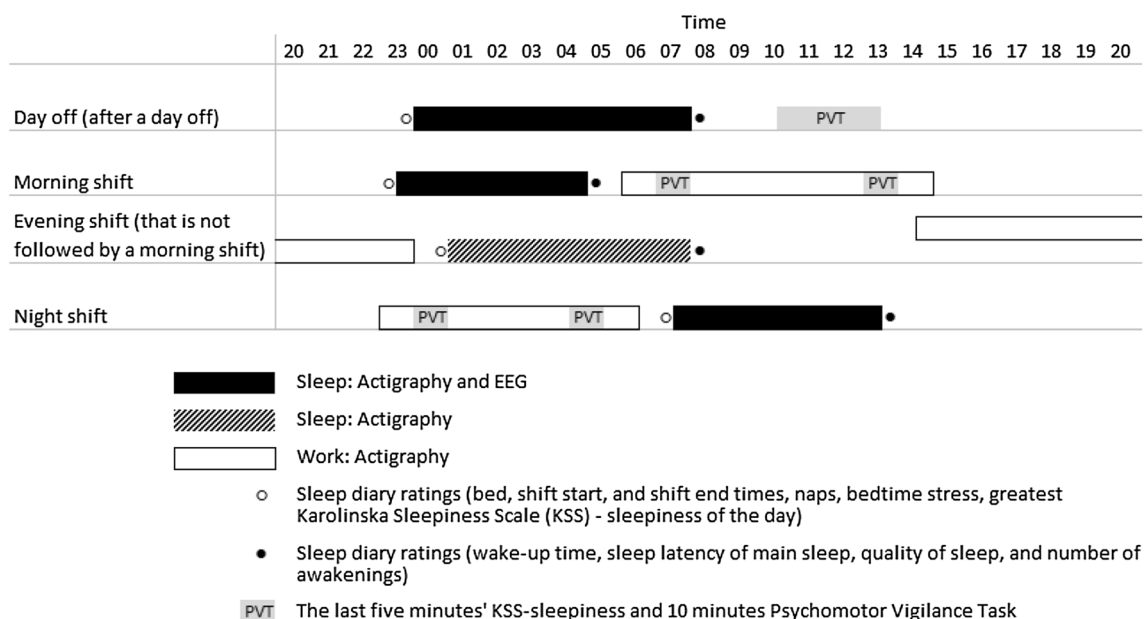 Time
20 21 22 23 00 01 02 03 04 05 06 07 08 09 10 11 12 13 14 15 16 17 18 19 20
Day off (after a day off)
PVT
Morning shift
PVT PVT
Evening shift (that is not
followed by a morning shift)
Night shift
PVT PVT
Sleep: Actigraphy and EEG
Sleep: Actigraphy
Work: Actigraphy
Sleep diary ratings (bed, shift start, and shift end times, naps, bedtime stress, greatest
Karolinska Sleepiness Scale (KSS) - sleepiness of the day)
Sleep diary ratings (wake-up time, sleep latency of main sleep, quality of sleep, and number of
awakenings)
PVT The last five minutes' KSS-sleepiness and 10 minutes Psychomotor Vigilance Task